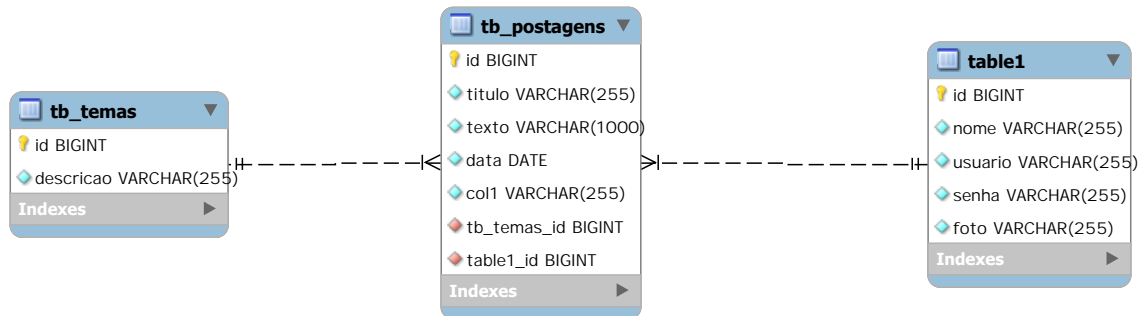 tb_temas
id BIGINT
descricao VARCHAR(255)
Indexes
tb_postagens
id BIGINT
titulo VARCHAR(255)
texto VARCHAR(1000)
data DATE
col1 VARCHAR(255)
tb_temas_id BIGINT
table1_id BIGINT
Indexes
table1
id BIGINT
nome VARCHAR(255)
usuario VARCHAR(255)
senha VARCHAR(255)
foto VARCHAR(255)
Indexes